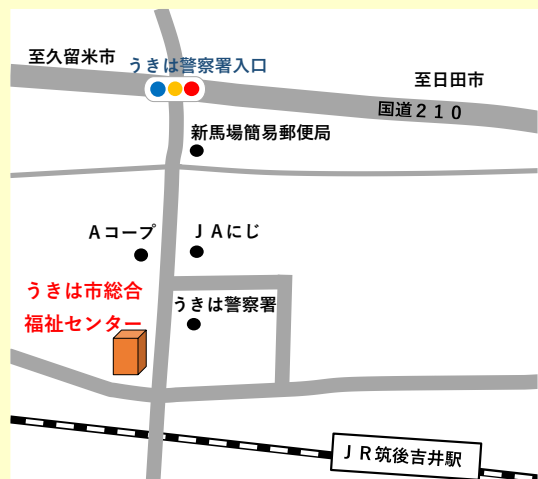 至久留米市
うきは警察署入口
至日田市
国道２１０
新馬場簡易郵便局
Ａコープ
ＪＡにじ
うきは市総合
福祉センター
うきは警察署
ＪＲ筑後吉井駅